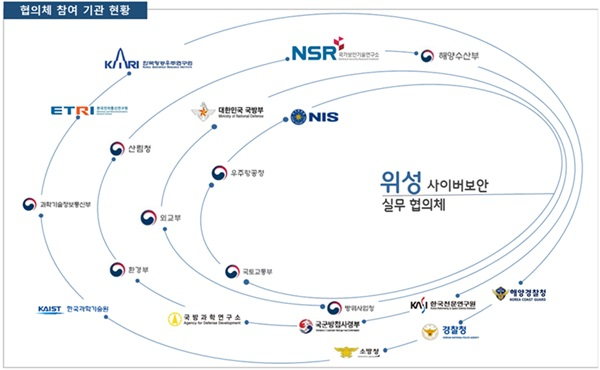 협의체 참여 기관 현황
KARI 한국항공우주연구원
NSR 국가보안기술연구소
해양수산부
ETRI 한국전자통신연구원
대한민국 국방부
Ministry of National Defense
NIS
산림청
우주항공청
위성 사이버보안
실무 협의체
과학기술정보통신부
외교부
환경부
국토교통부
해양경찰청
KOREA COAST GUARD
KAIST 한국과학기술원
국방과학연구소
Agency for Defense Development
국군방첩사령부
방위사업청
KASI 한국천문연구원
경찰청
소방청